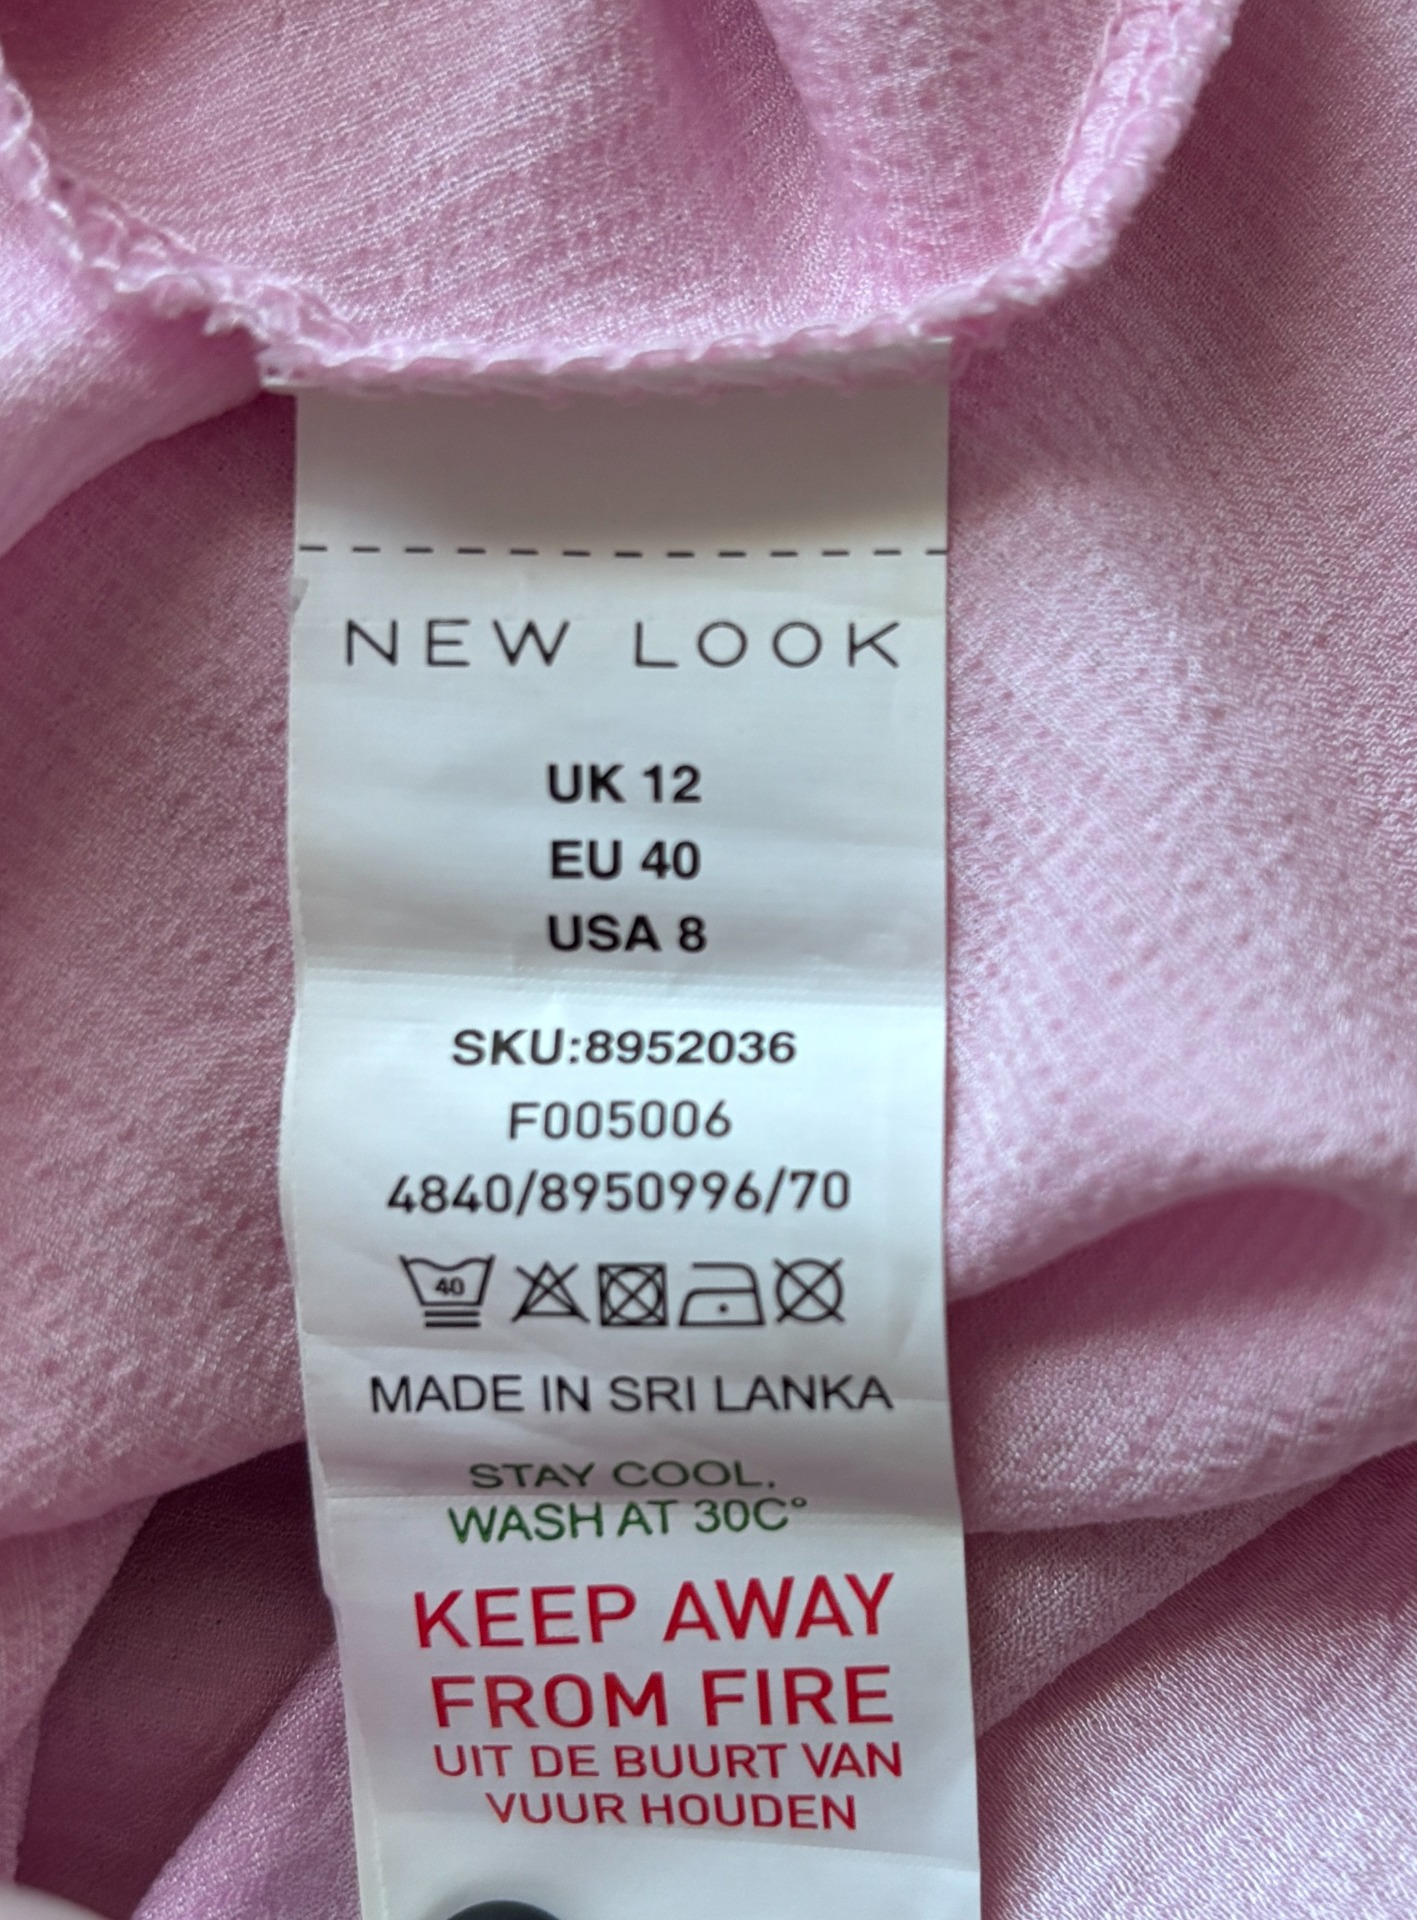 NEW LOOK
UK 12
EU 40
USA 8
SKU:8952036
F005006
4840/8950996/70
40
MADE IN SRI LANKA
STAY COOL.
WASH AT 30C°
KEEP AWAY
FROM FIRE
UIT DE BUURT VAN
VUUR HOUDEN